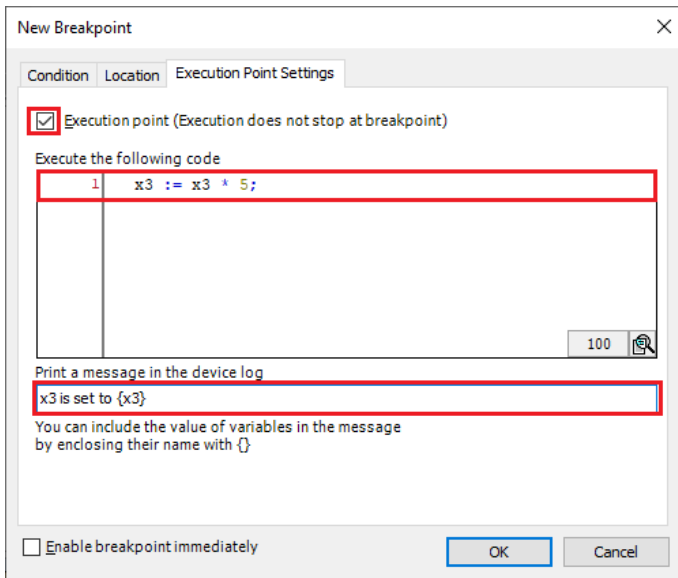 New Breakpoint
Condition Location Execution Point Settings
Execution point (Execution does not stop at breakpoint)
Execute the following code
1 x3 := x3 * 5;
100
Print a message in the device log
x3 is set to {x3}
You can include the value of variables in the message
by enclosing their name with {}
Enable breakpoint immediately OK Cancel